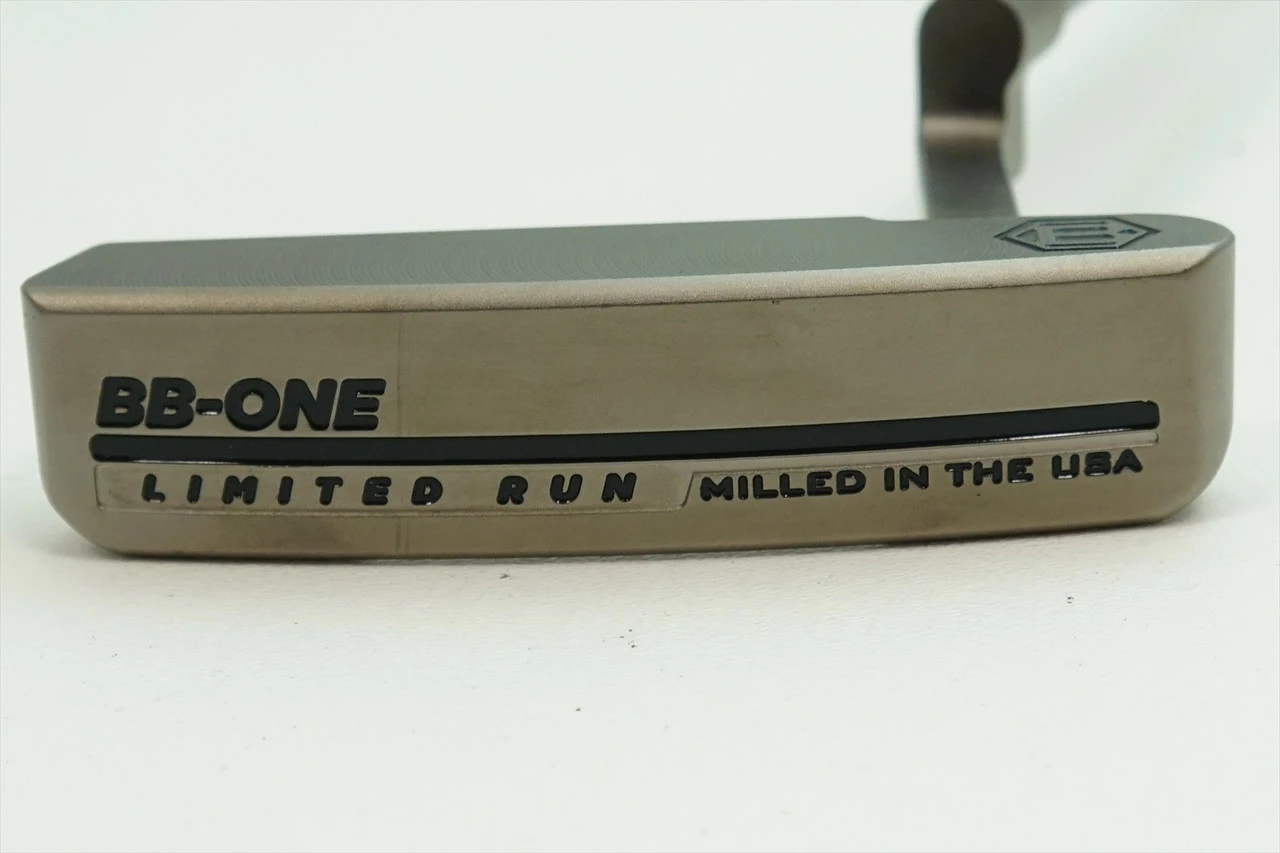 BB-ONE
LIMITED RUN MILLED IN THE USA